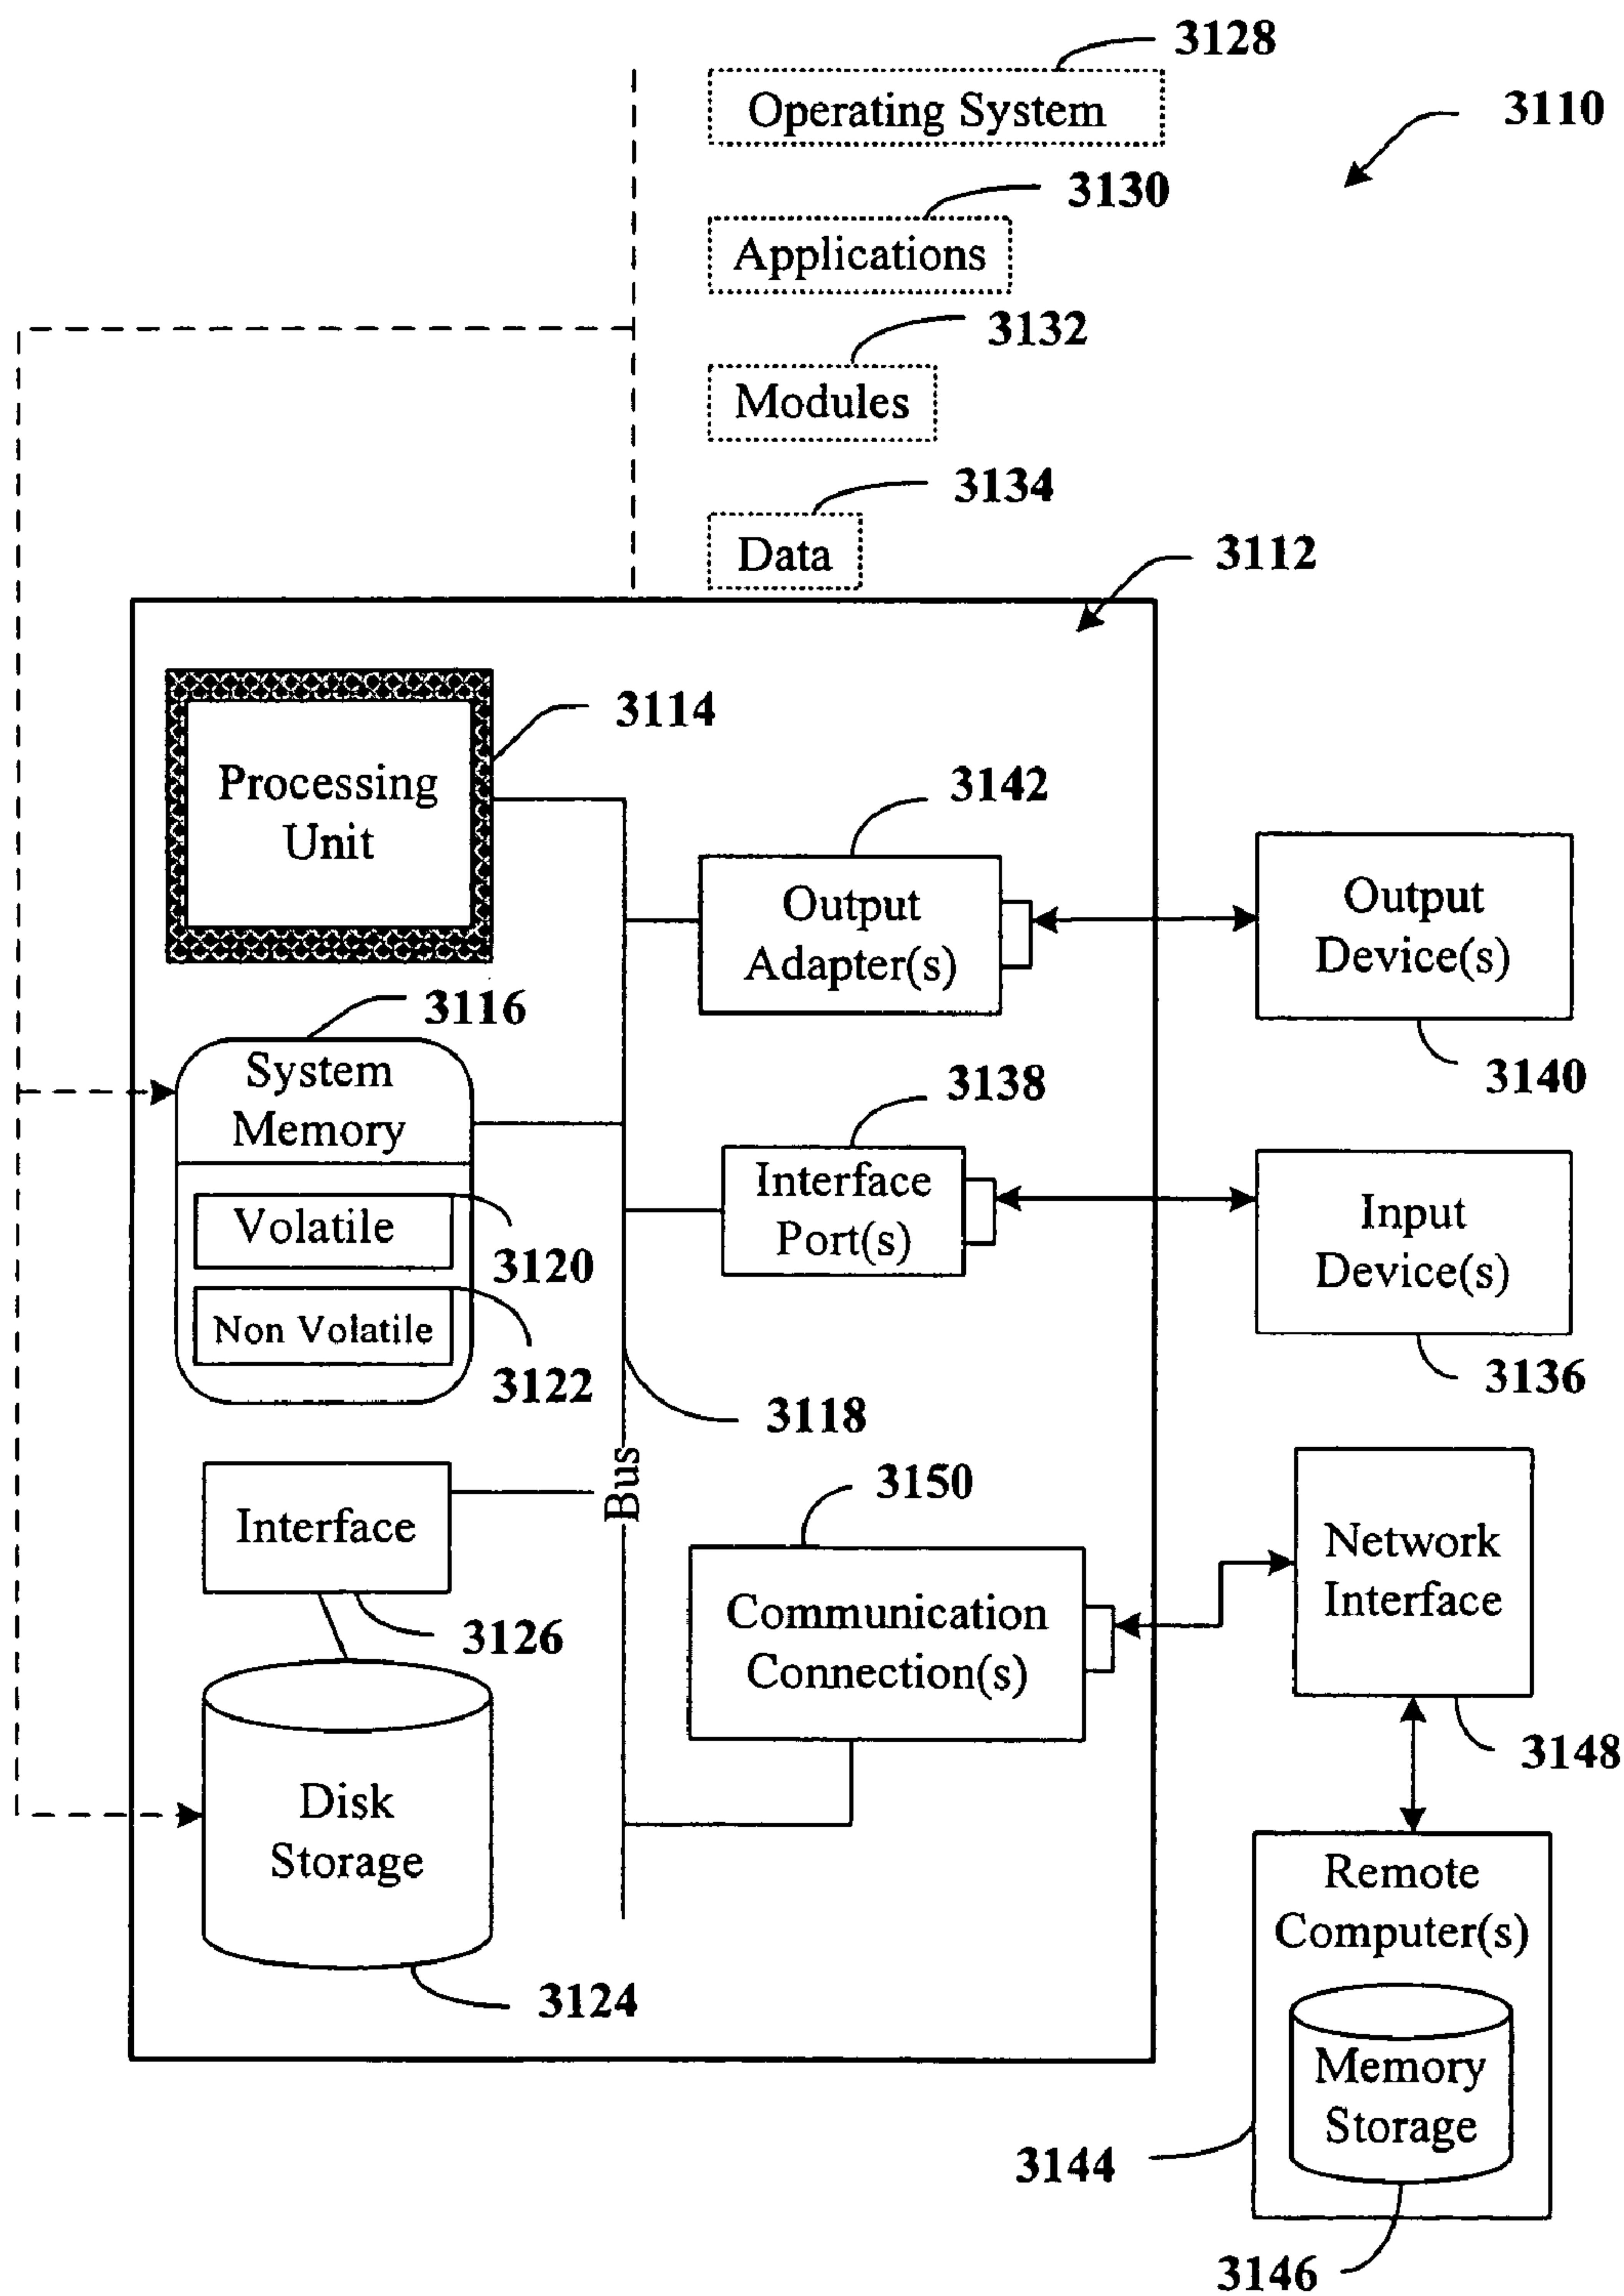 3128
Operating System
3110
3130
Applications
3132
Modules
3134
Data
3112
3114
Processing
Unit
3142
Output
Adapter(s)
Output
Device(s)
3140
3116
System
Memory
3138
Interface
Port(s)
Input
Device(s)
3136
Volatile
3120
Non Volatile
3122
3118
Bus
3150
Interface
3126
Communication
Connection(s)
Network
Interface
3148
Disk
Storage
3124
Remote
Computer(s)
Memory
Storage
3144
3146